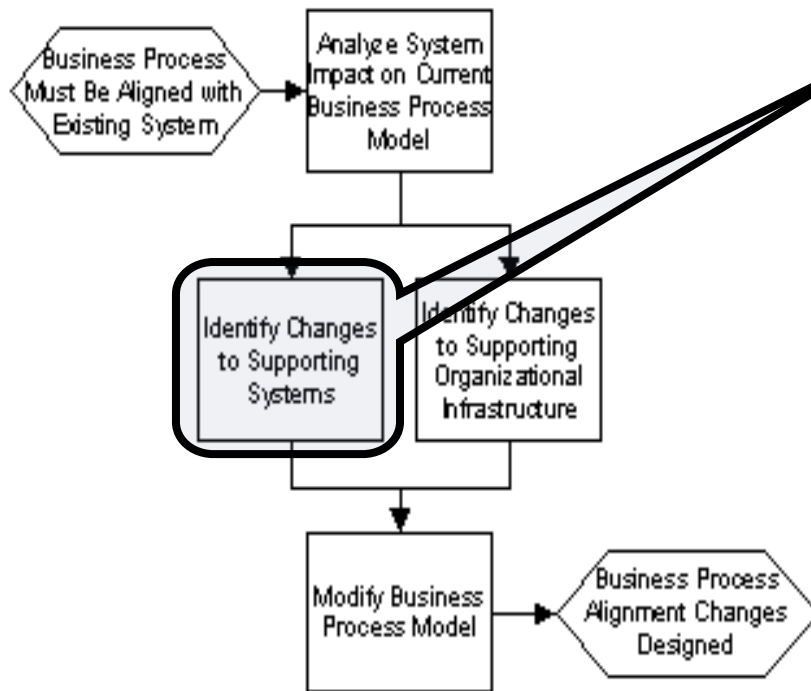 Business Process
Must Be Aligned with
Existing System
Analyze System
Impact on Current
Business Process
Model
Identify Changes
to Supporting
Systems
Identify Changes
to Supporting
Organizational
Infrastructure
Modify Business
Process Model
Business Process
Alignment Changes
Designed